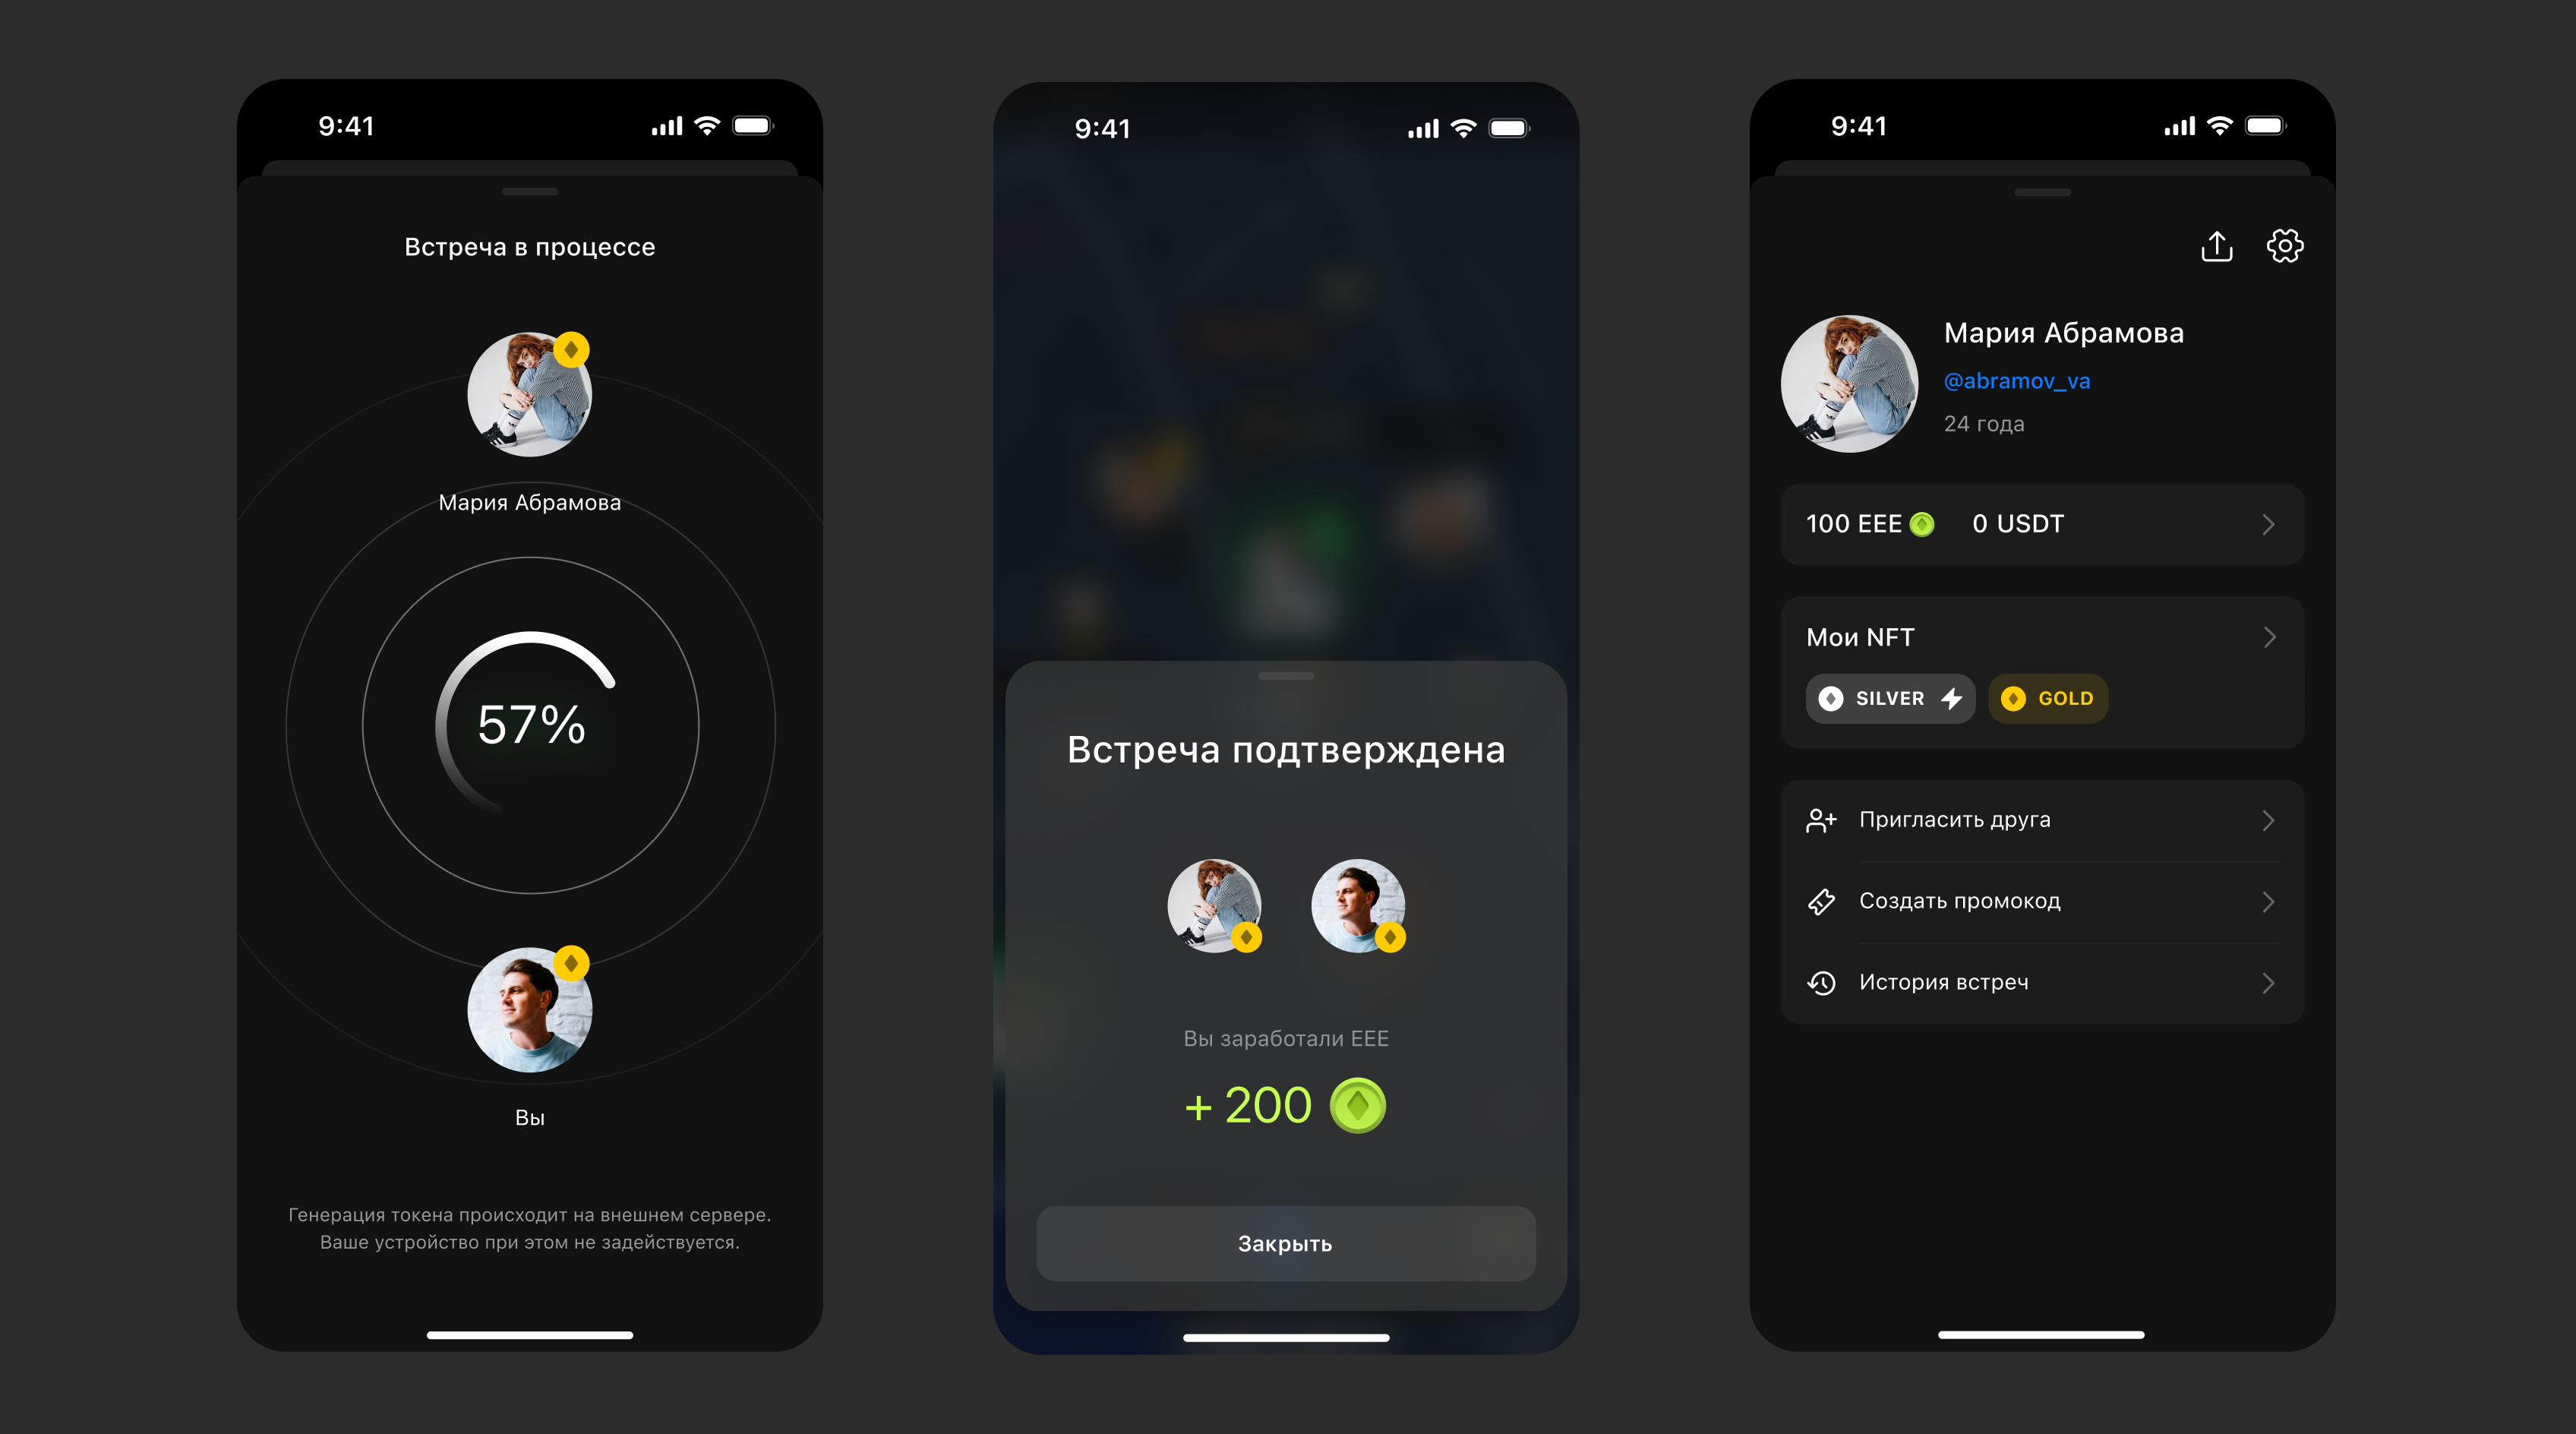 9:41
Встреча в процессе
Мария Абрамова
57%
Вы
Генерация токена происходит на внешнем сервере.
Ваше устройство при этом не задействуется.
9:41
Встреча подтверждена
Вы заработали EEE
+ 200
Закрыть
9:41
Мария Абрамова
@abramov_va
24 года
100 EEE 0 USDT
Мои NFT
SILVER GOLD
Пригласить друга
Создать промокод
История встреч